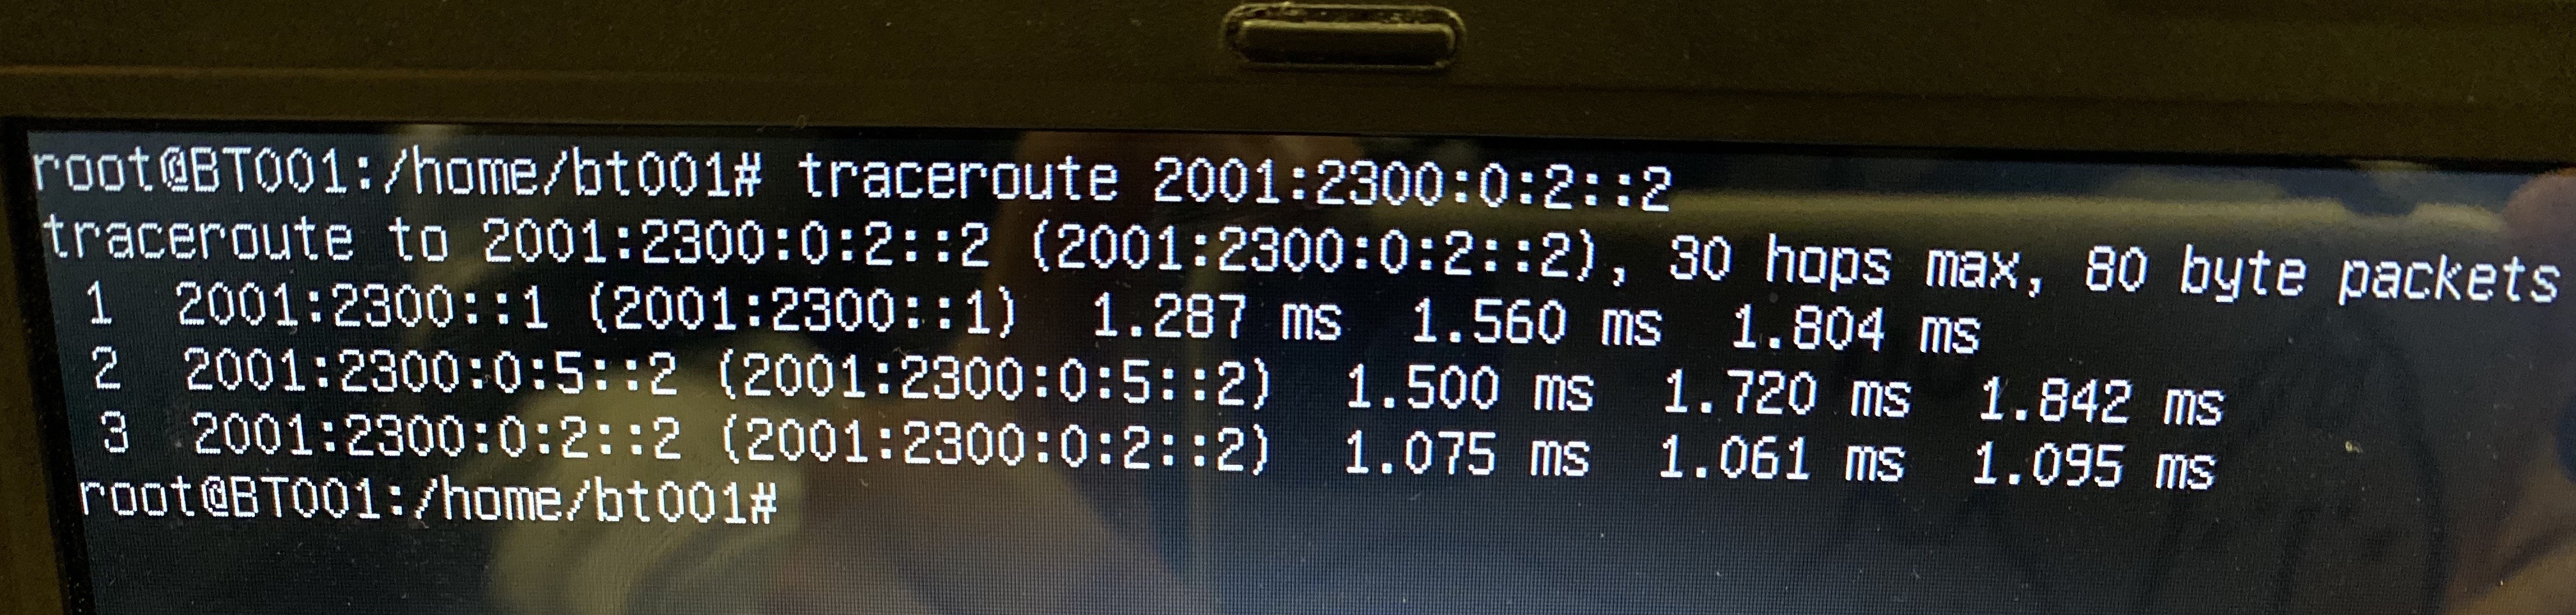 root@BT001:/home/bt001# traceroute 2001:2300:0:2::2
traceroute to 2001:2300:0:2::2 (2001:2300:0:2::2), 30 hops max, 80 byte packets
 1  2001:2300::1 (2001:2300::1)  1.287 ms  1.560 ms  1.804 ms
 2  2001:2300:0:5::2 (2001:2300:0:5::2)  1.500 ms  1.720 ms  1.842 ms
 3  2001:2300:0:2::2 (2001:2300:0:2::2)  1.075 ms  1.061 ms  1.095 ms
root@BT001:/home/bt001#